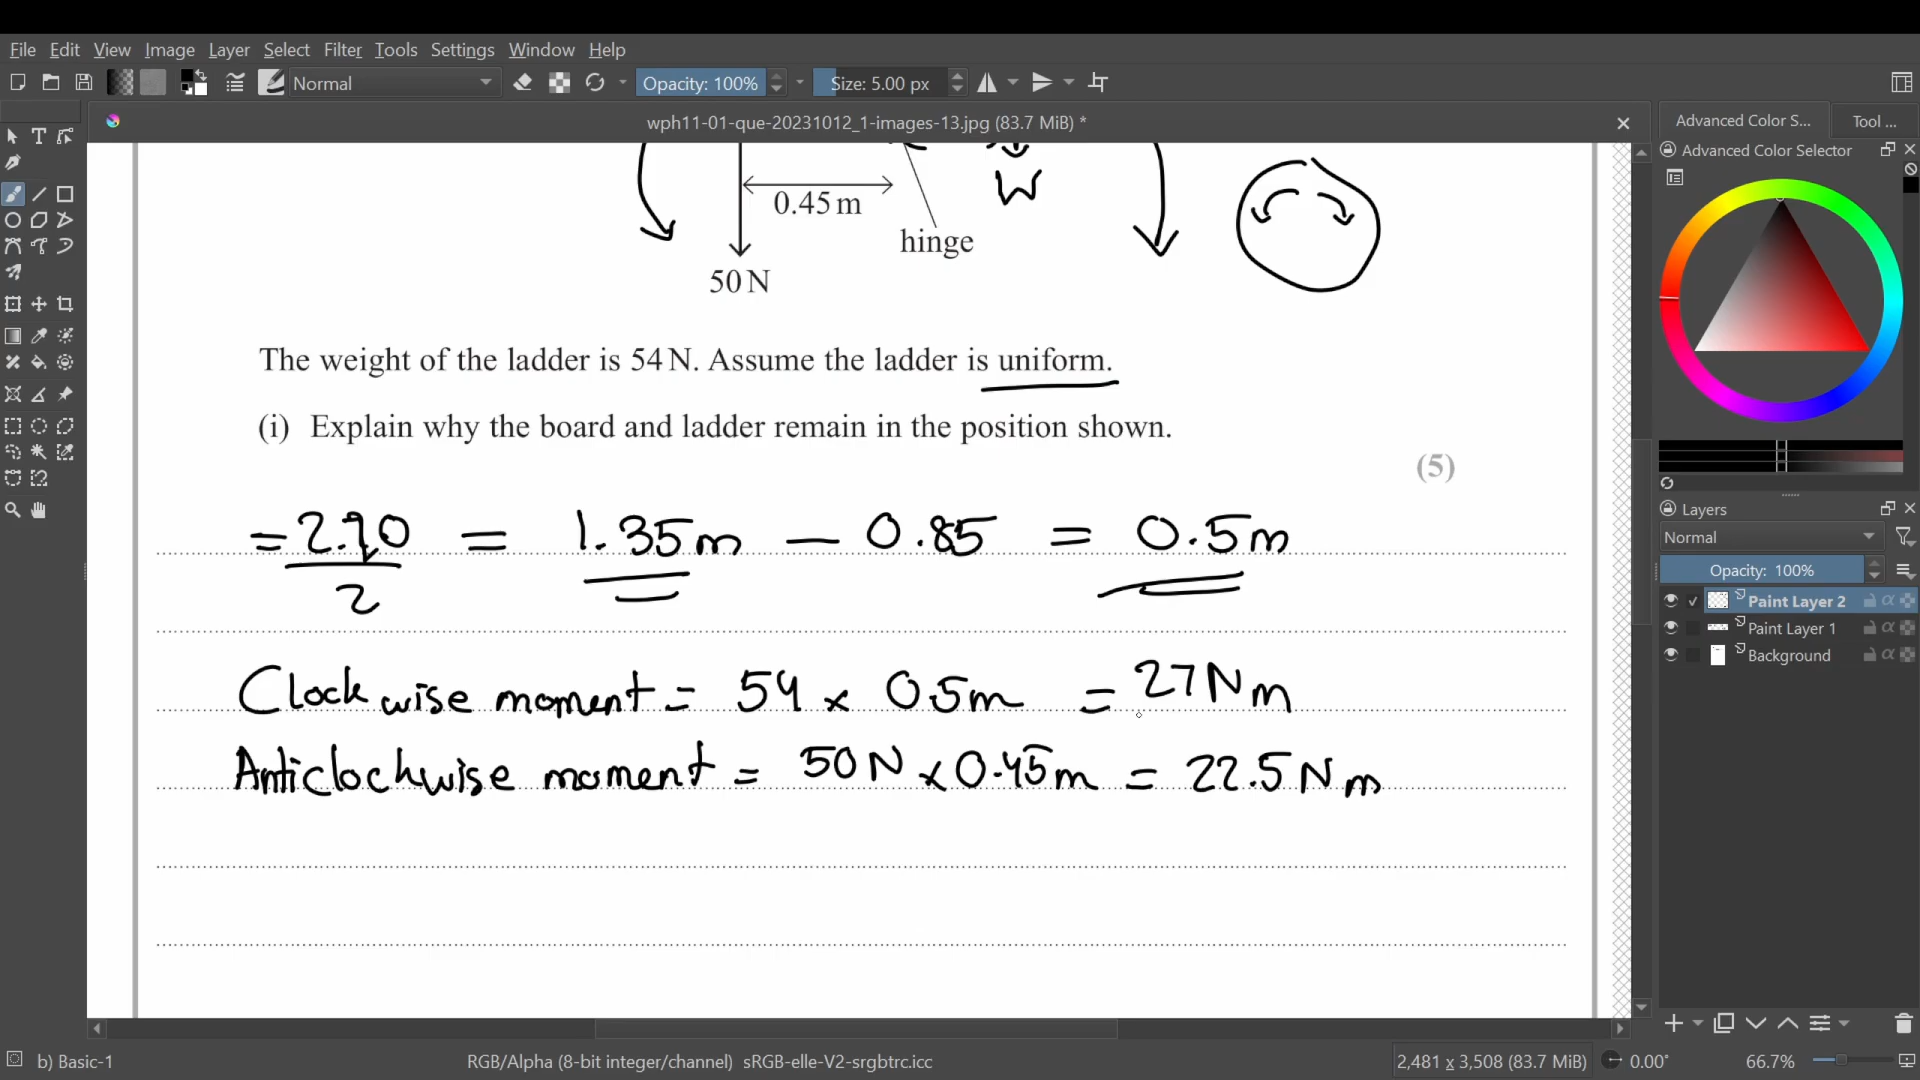 File Edit View Image Layer Select Filter Tools Settings Window Help
Normal Opacity: 100% Size: 5.00 px
wph11-01-que-20231012_1-images-13.jpg (83.7 MiB) *
Advanced Color S... Tool ...
Advanced Color Selector
W
0.45 m
hinge
50 N
The weight of the ladder is 54 N. Assume the ladder is uniform.
(i) Explain why the board and ladder remain in the position shown.
(5)
= 2.70 / 2 = 1.35m — 0.85 = 0.5m
Clockwise moment = 54 x 0.5m = 27Nm
Anticlockwise moment = 50N x 0.45m = 22.5Nm
Layers
Normal
Opacity: 100%
Paint Layer 2
Paint Layer 1
Background
b) Basic-1
RGB/Alpha (8-bit integer/channel) sRGB-elle-V2-srgbtrc.icc
2,481 x 3,508 (83.7 MiB)
0.00°
66.7%